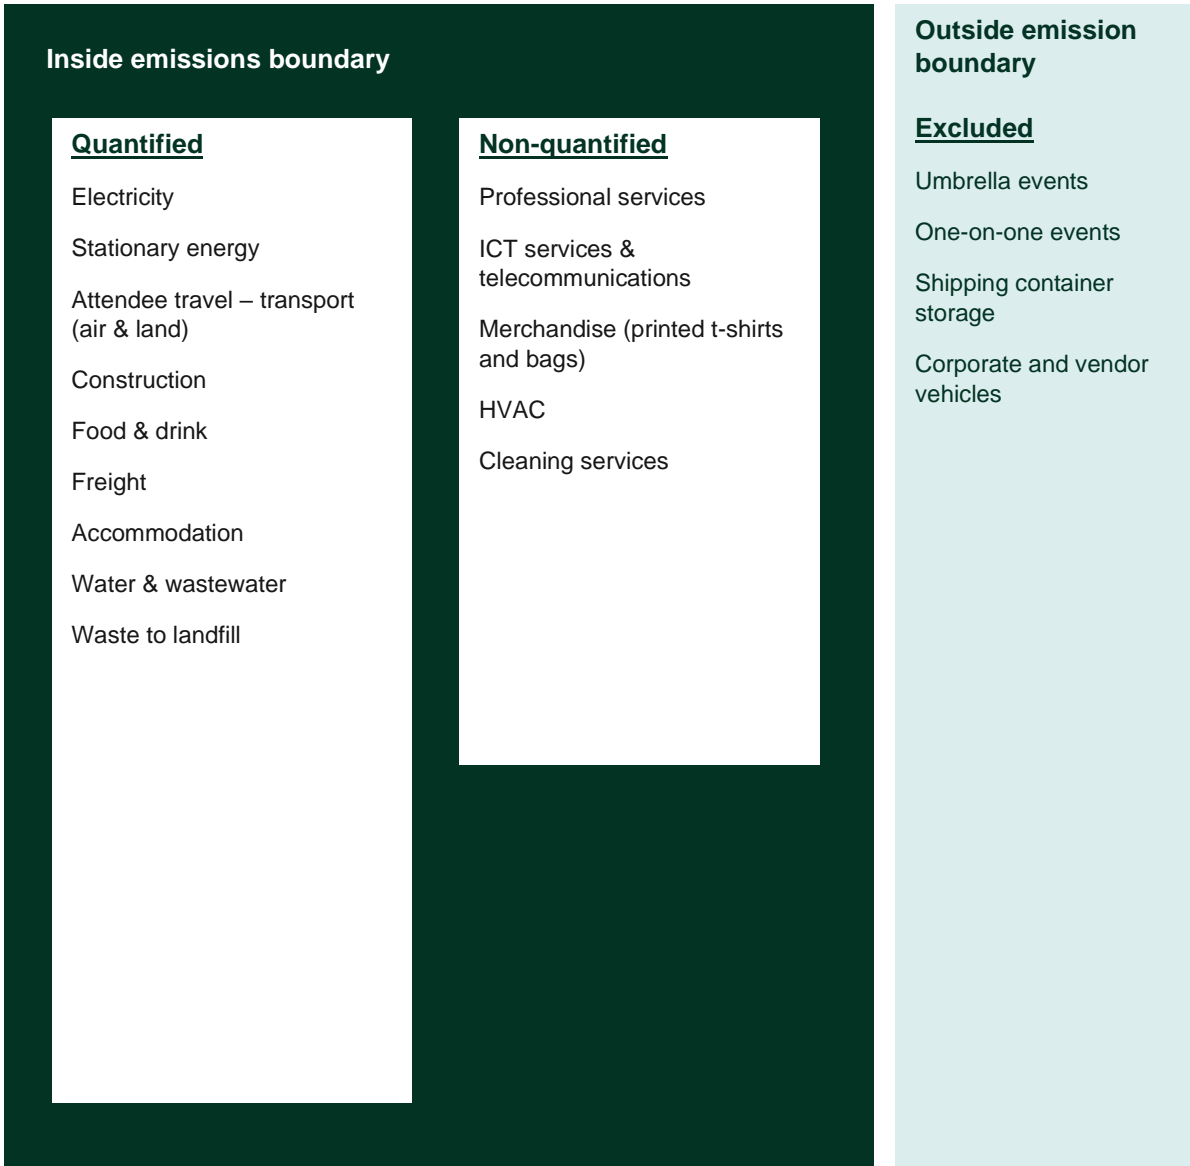 Inside emissions boundary
Quantified
Electricity
Stationary energy
Attendee travel – transport
(air & land)
Construction
Food & drink
Freight
Accommodation
Water & wastewater
Waste to landfill
Non-quantified
Professional services
ICT services &
telecommunications
Merchandise (printed t-shirts
and bags)
HVAC
Cleaning services
Outside emission
boundary
Excluded
Umbrella events
One-on-one events
Shipping container
storage
Corporate and vendor
vehicles